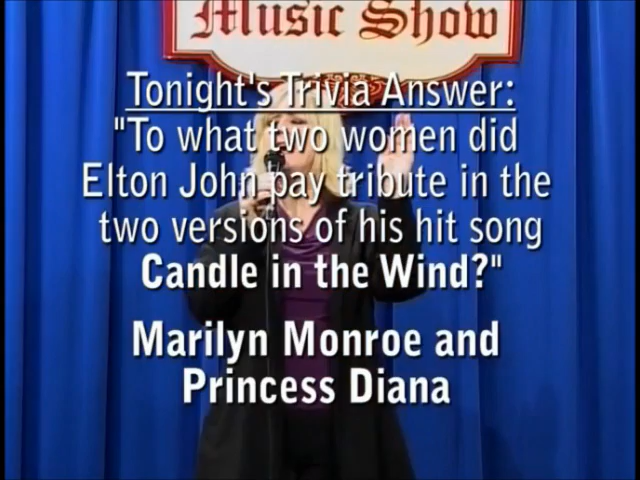 Music Show
Tonight's Trivia Answer:
"To what two women did
Elton John pay tribute in the
two versions of his hit song
Candle in the Wind?"
Marilyn Monroe and
Princess Diana